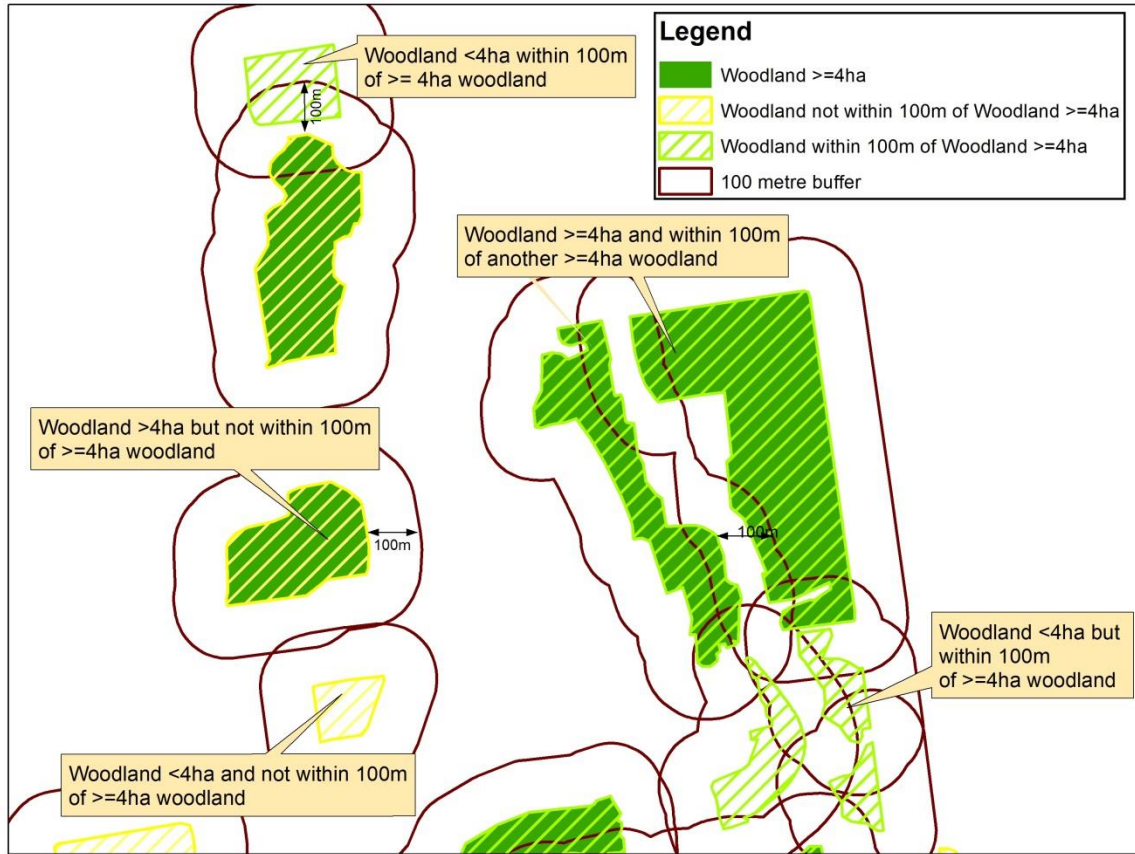 Woodland <4ha within 100m
of >= 4ha woodland
Legend
Woodland >=4ha
Woodland not within 100m of Woodland >=4ha
Woodland within 100m of Woodland >=4ha
100 metre buffer
100m
Woodland >=4ha and within 100m
of another >=4ha woodland
Woodland >4ha but not within 100m
of >=4ha woodland
100m
100m
Woodland <4ha but
within 100m
of >=4ha woodland
Woodland <4ha and not within 100m
of >=4ha woodland